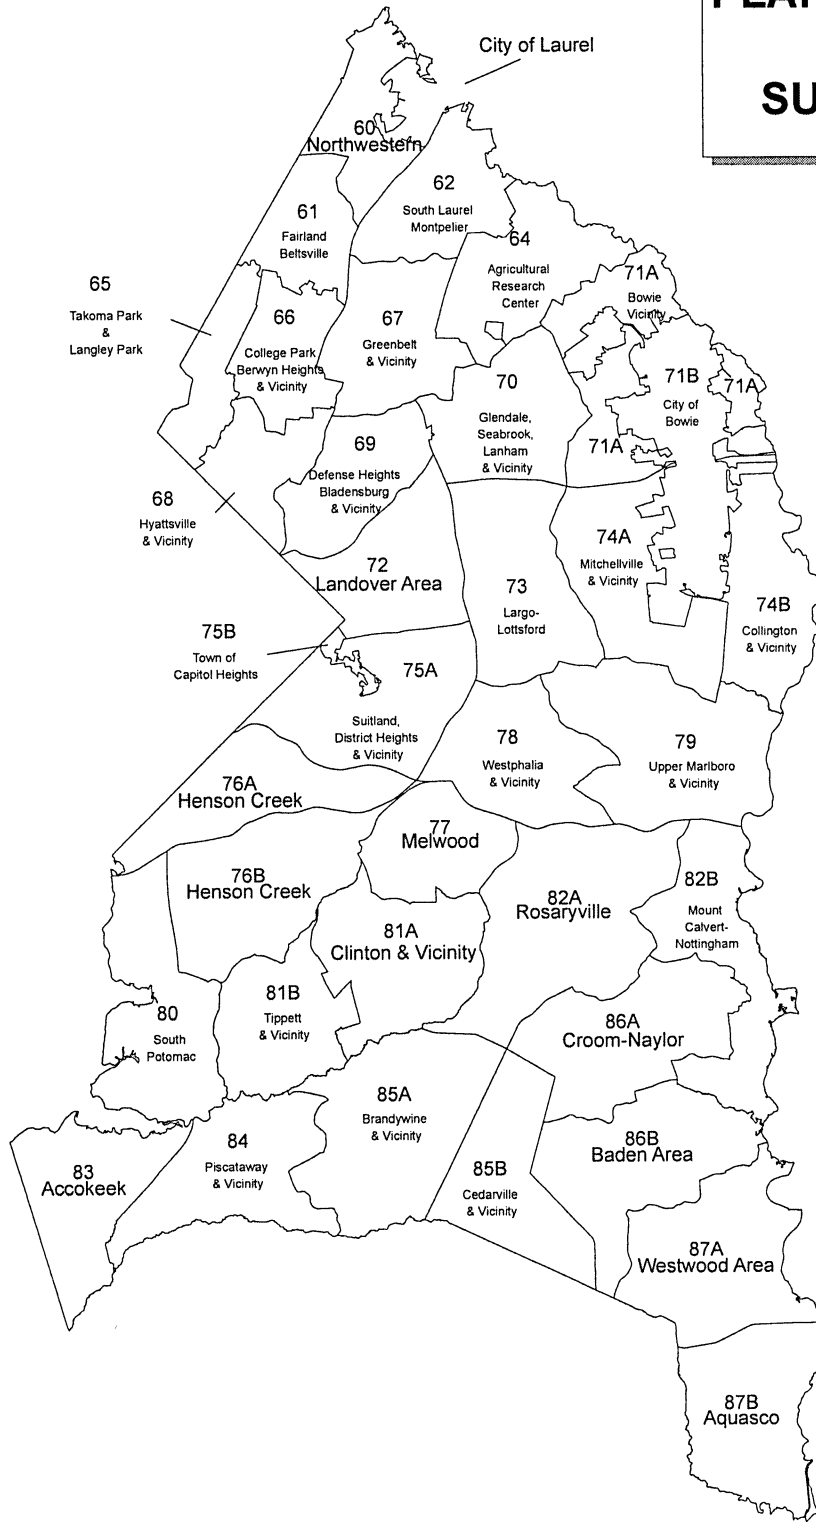 City of Laurel
SU
60
Northwestern
62
South Laurel
Montpelier
61
Fairland
Beltsville
64
Agricultural
Research
Center
71A
Bowie
Vicinity
65
Takoma Park
&
Langley Park
66
College Park
Berwyn Heights
& Vicinity
67
Greenbelt
& Vicinity
70
Glendale,
Seabrook,
Lanham
& Vicinity
71B
City of
Bowie
71A
71A
69
Defense Heights
Bladensburg
& Vicinity
68
Hyattsville
& Vicinity
72
Landover Area
73
Largo-
Lottsford
74A
Mitchellville
& Vicinity
74B
Collington
& Vicinity
75B
Town of
Capitol Heights
75A
Suitland,
District Heights
& Vicinity
78
Westphalia
& Vicinity
79
Upper Marlboro
& Vicinity
76A
Henson Creek
77
Melwood
76B
Henson Creek
82A
Rosaryville
82B
Mount
Calvert-
Nottingham
81A
Clinton & Vicinity
81B
Tippett
& Vicinity
80
South
Potomac
86A
Croom-Naylor
85A
Brandywine
& Vicinity
86B
Baden Area
84
Piscataway
& Vicinity
83
Accokeek
85B
Cedarville
& Vicinity
87A
Westwood Area
87B
Aquasco